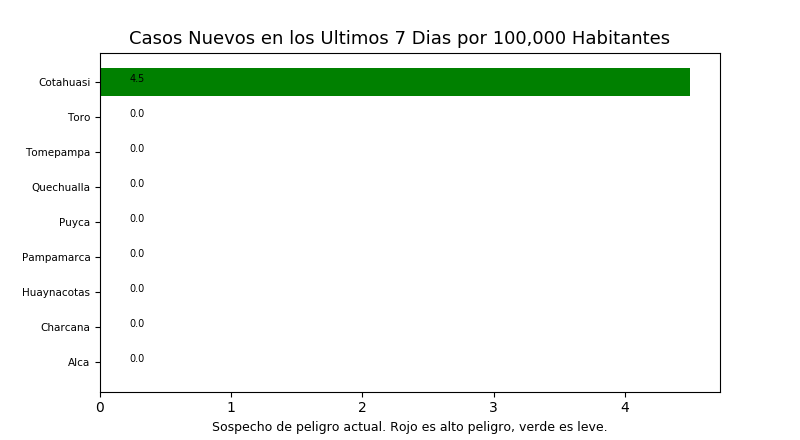 Casos Nuevos en los Ultimos 7 Dias por 100,000 Habitantes
Cotahuasi 4.5
Toro 0.0
Tomepampa 0.0
Quechualla 0.0
Puyca 0.0
Pampamarca 0.0
Huaynacotas 0.0
Charcana 0.0
Alca 0.0
0 1 2 3 4
Sospecho de peligro actual. Rojo es alto peligro, verde es leve.